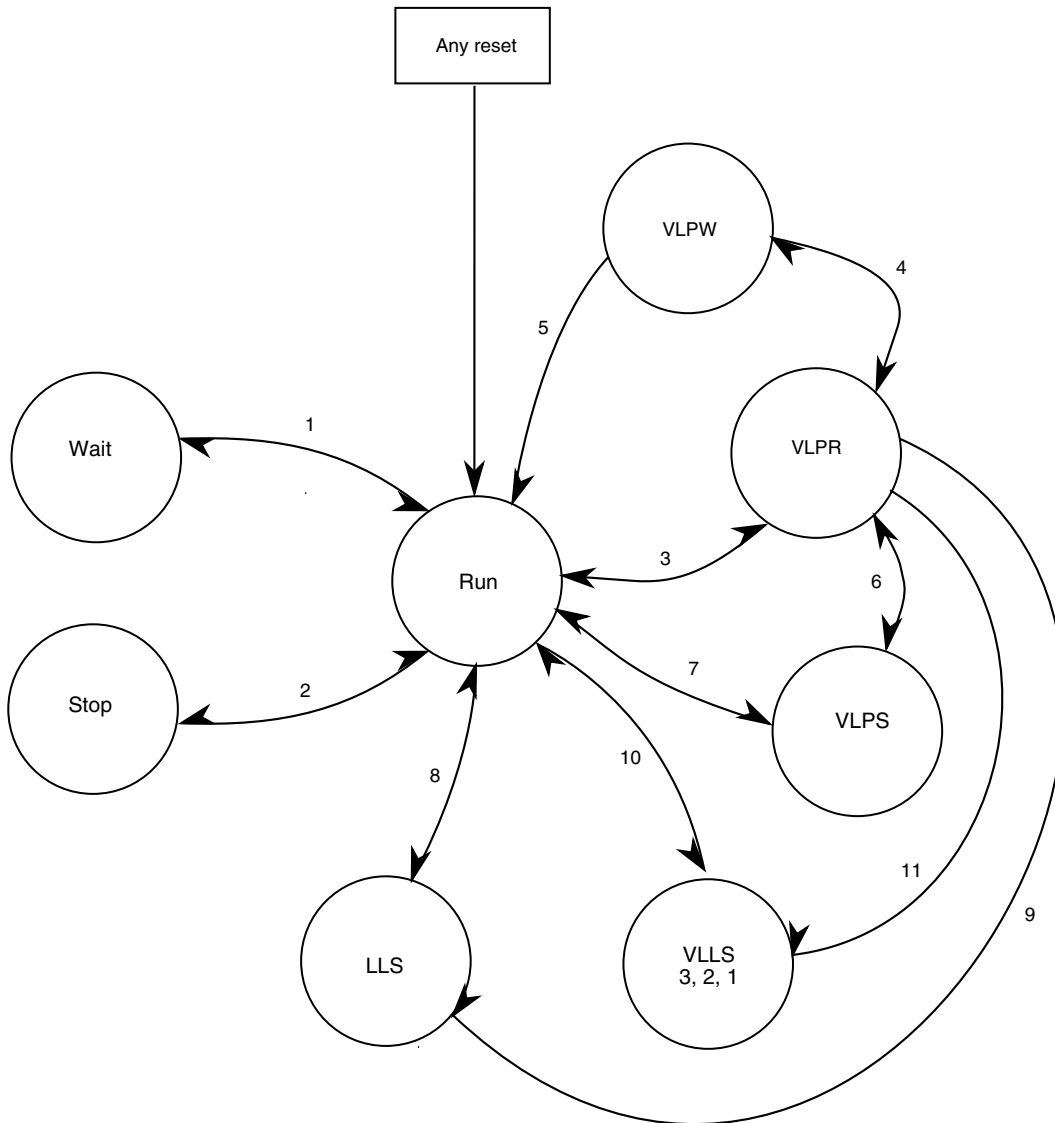 Any reset
VLPW
4
5
Wait
1
VLPR
3
Run
6
Stop
2
7
VLPS
10
8
11
9
LLS
VLLS
3, 2, 1